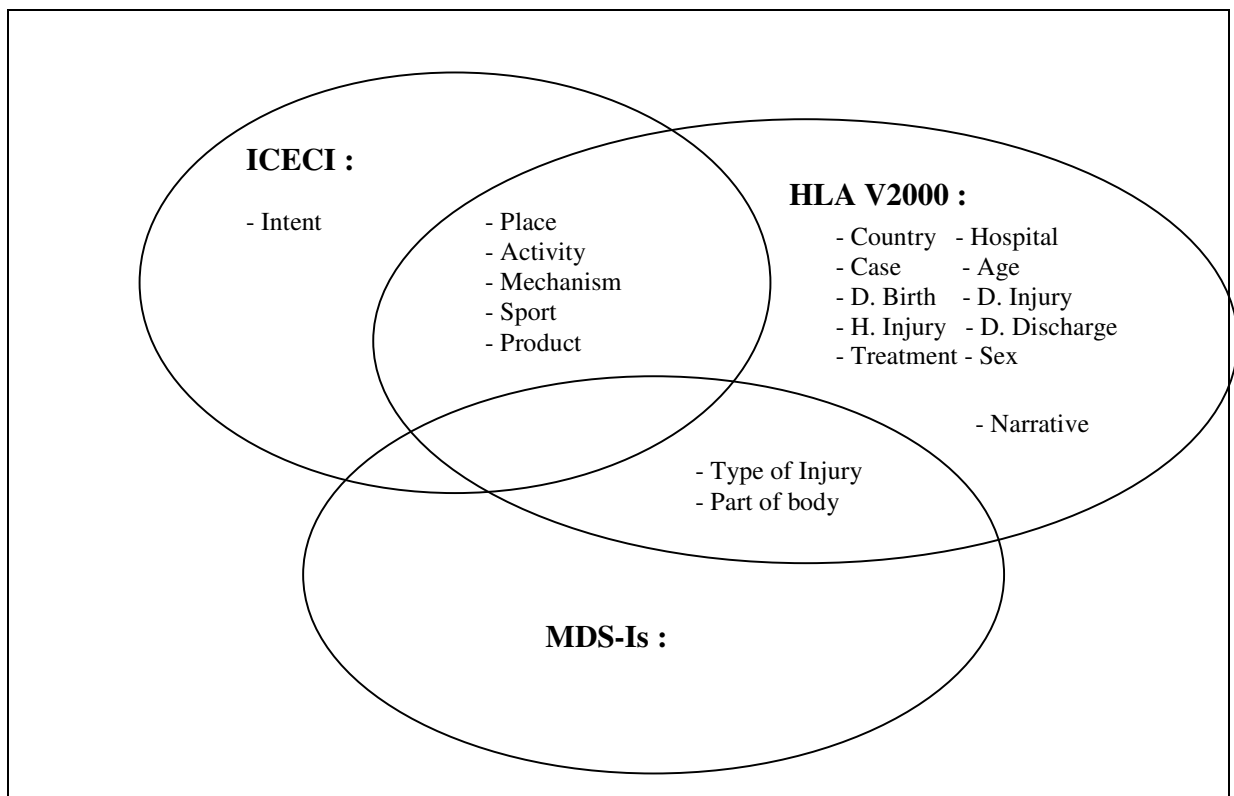 ICECI :
- Intent
- Place
- Activity
- Mechanism
- Sport
- Product
HLA V2000 :
- Country - Hospital
- Case - Age
- D. Birth - D. Injury
- H. Injury - D. Discharge
- Treatment - Sex
- Narrative
- Type of Injury
- Part of body
MDS-Is :